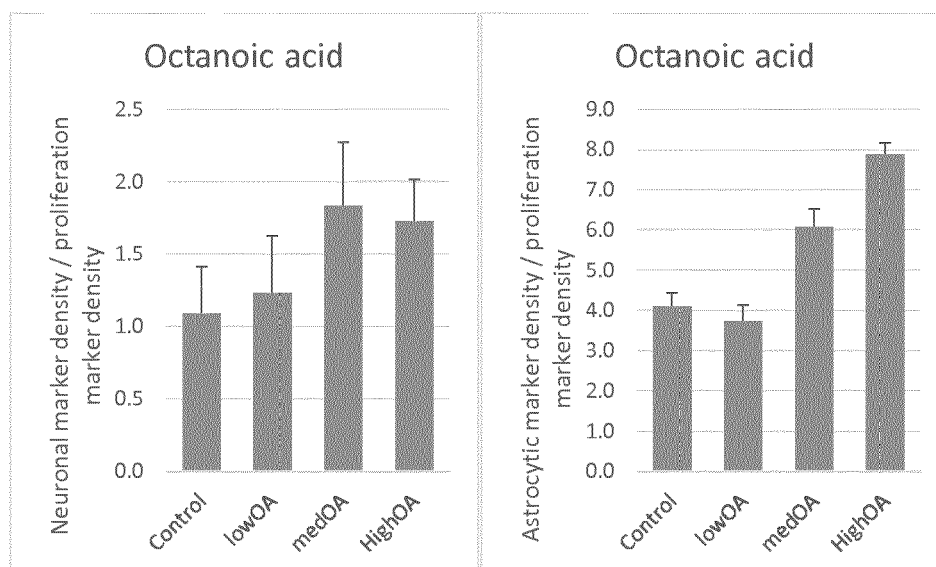 Octanoic acid
Neuronal marker density / proliferation
marker density
2.5
2.0
1.5
1.0
0.5
0.0
Control
lowOA
medOA
HighOA
Octanoic acid
Astrocytic marker density / proliferation
marker density
9.0
8.0
7.0
6.0
5.0
4.0
3.0
2.0
1.0
0.0
Control
lowOA
medOA
HighOA